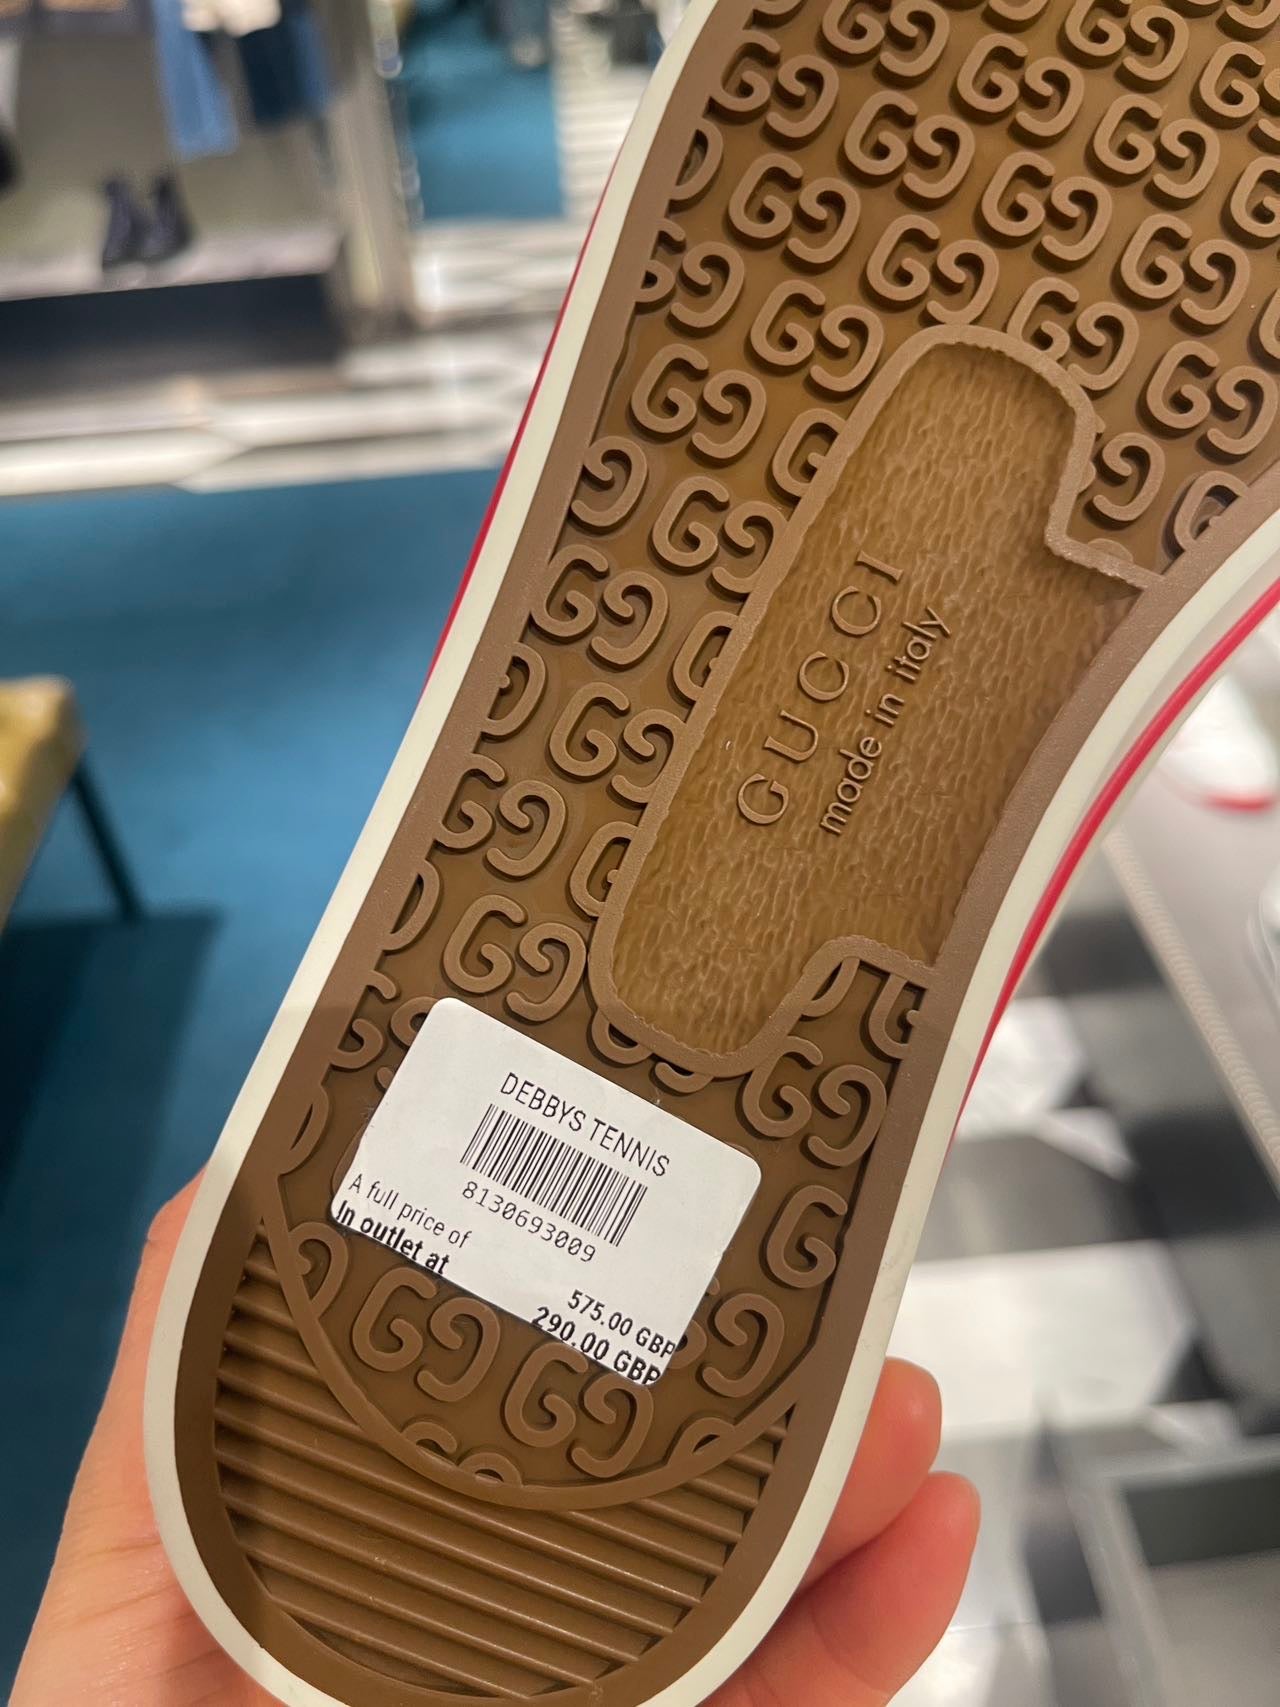 GUCCI
made in italy
DEBBYS TENNIS
8130693009
A full price of 575.00 GBP
In outlet at 290.00 GBP